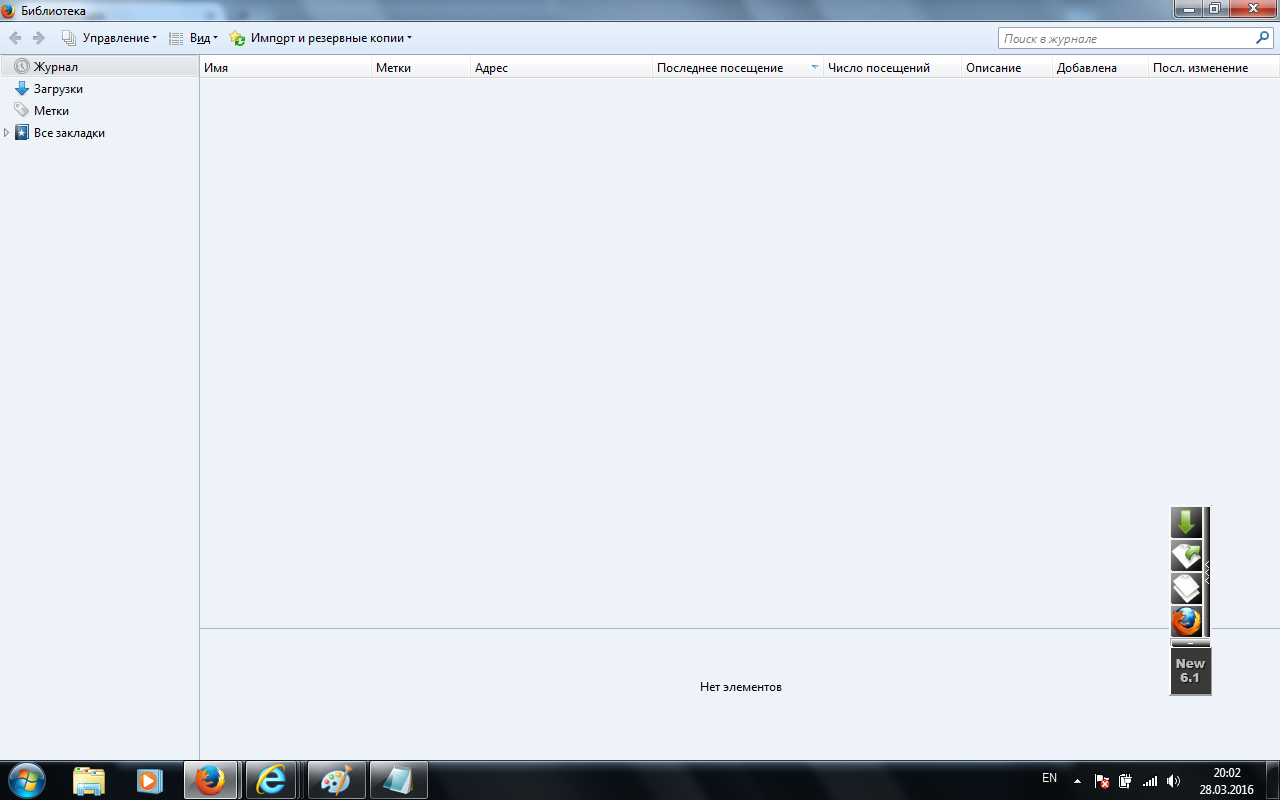 Библиотека
Управление Вид Импорт и резервные копии Поиск в журнале
Журнал
Загрузки
Метки
Все закладки
Имя Метки Адрес Последнее посещение Число посещений Описание Добавлена Посл. изменение
New
6.1
Нет элементов
EN
20:02
28.03.2016